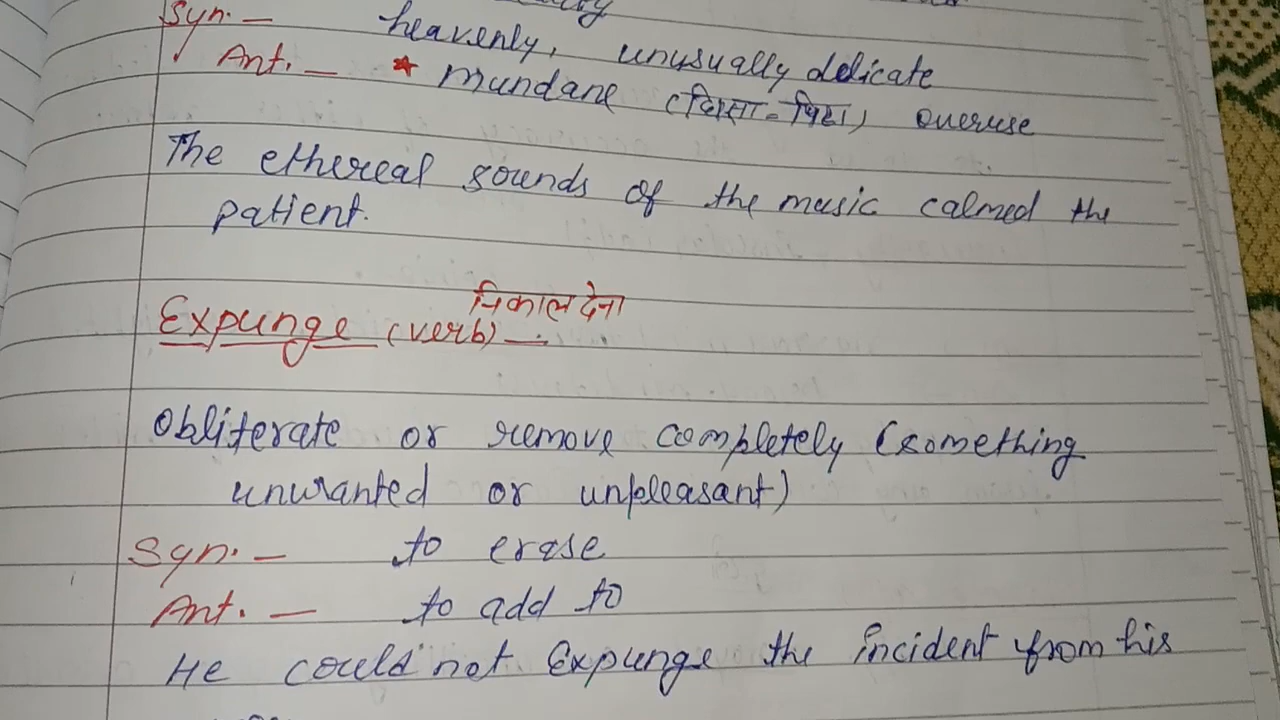 Syn. - heavenly, unusually delicate
Ant. - * mundane (घिसा-पिटा) overuse
The ethereal sounds of the music calmed the
patient.
निकाल देना
Expunge (verb) -
Obliterate or remove completely (something
unwanted or unpleasant)
Syn. - to erase
Ant. - to add to
He could not Expunge the incident from his